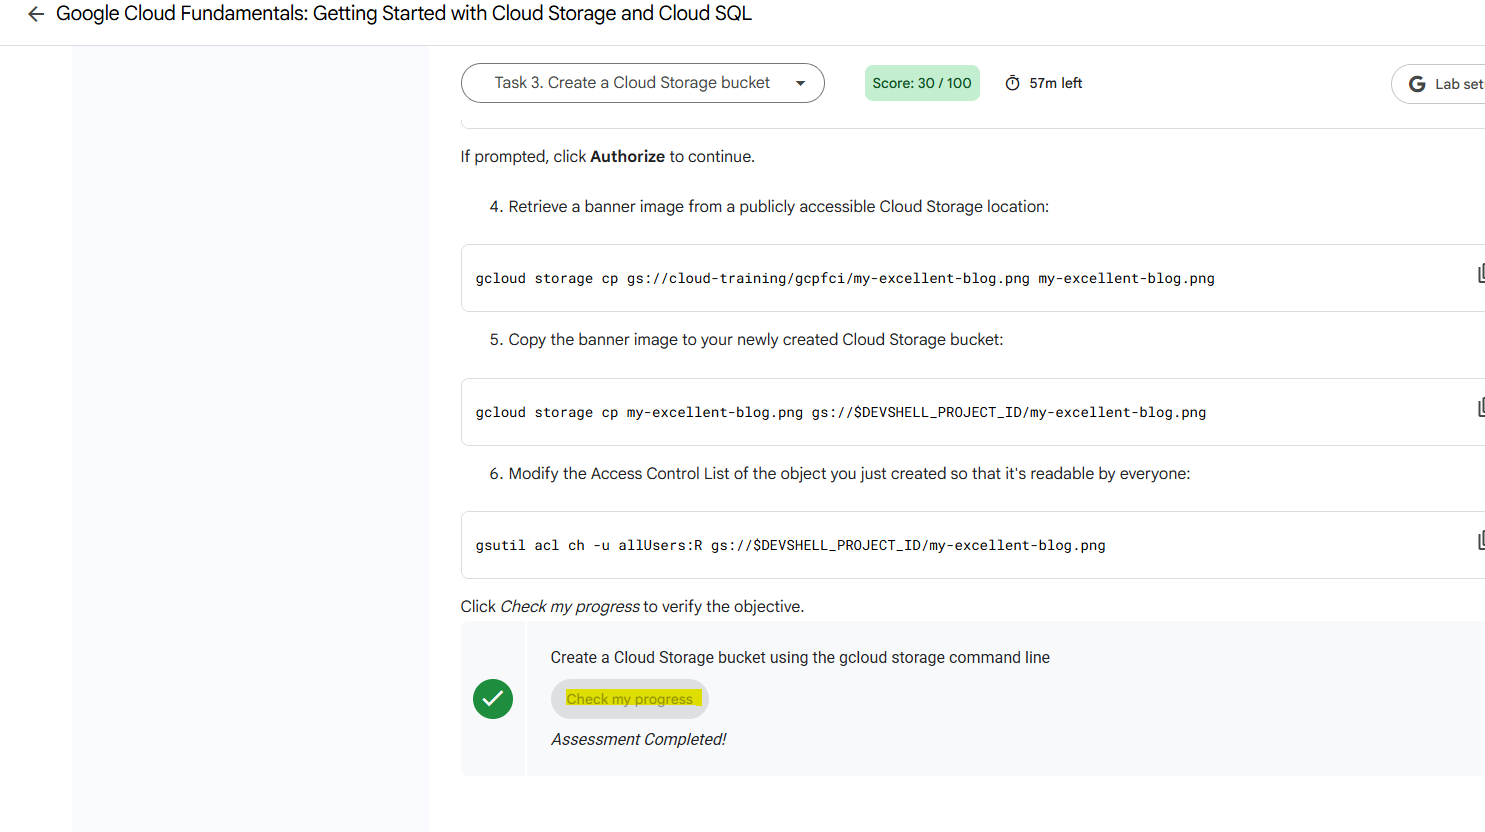 Google Cloud Fundamentals: Getting Started with Cloud Storage and Cloud SQL
Task 3. Create a Cloud Storage bucket
Score: 30 / 100
57m left
Lab set
If prompted, click Authorize to continue.
4. Retrieve a banner image from a publicly accessible Cloud Storage location:
gcloud storage cp gs://cloud-training/gcpfci/my-excellent-blog.png my-excellent-blog.png
5. Copy the banner image to your newly created Cloud Storage bucket:
gcloud storage cp my-excellent-blog.png gs://$DEVSHELL_PROJECT_ID/my-excellent-blog.png
6. Modify the Access Control List of the object you just created so that it's readable by everyone:
gsutil acl ch -u allUsers:R gs://$DEVSHELL_PROJECT_ID/my-excellent-blog.png
Click Check my progress to verify the objective.
Create a Cloud Storage bucket using the gcloud storage command line
Check my progress
Assessment Completed!